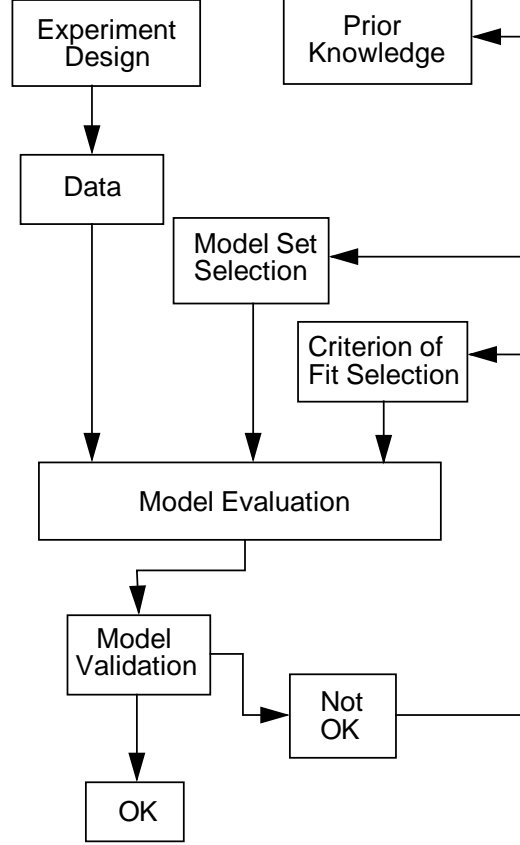 Experiment
Design
Prior
Knowledge
Data
Model Set
Selection
Criterion of
Fit Selection
Model Evaluation
Model
Validation
Not
OK
OK